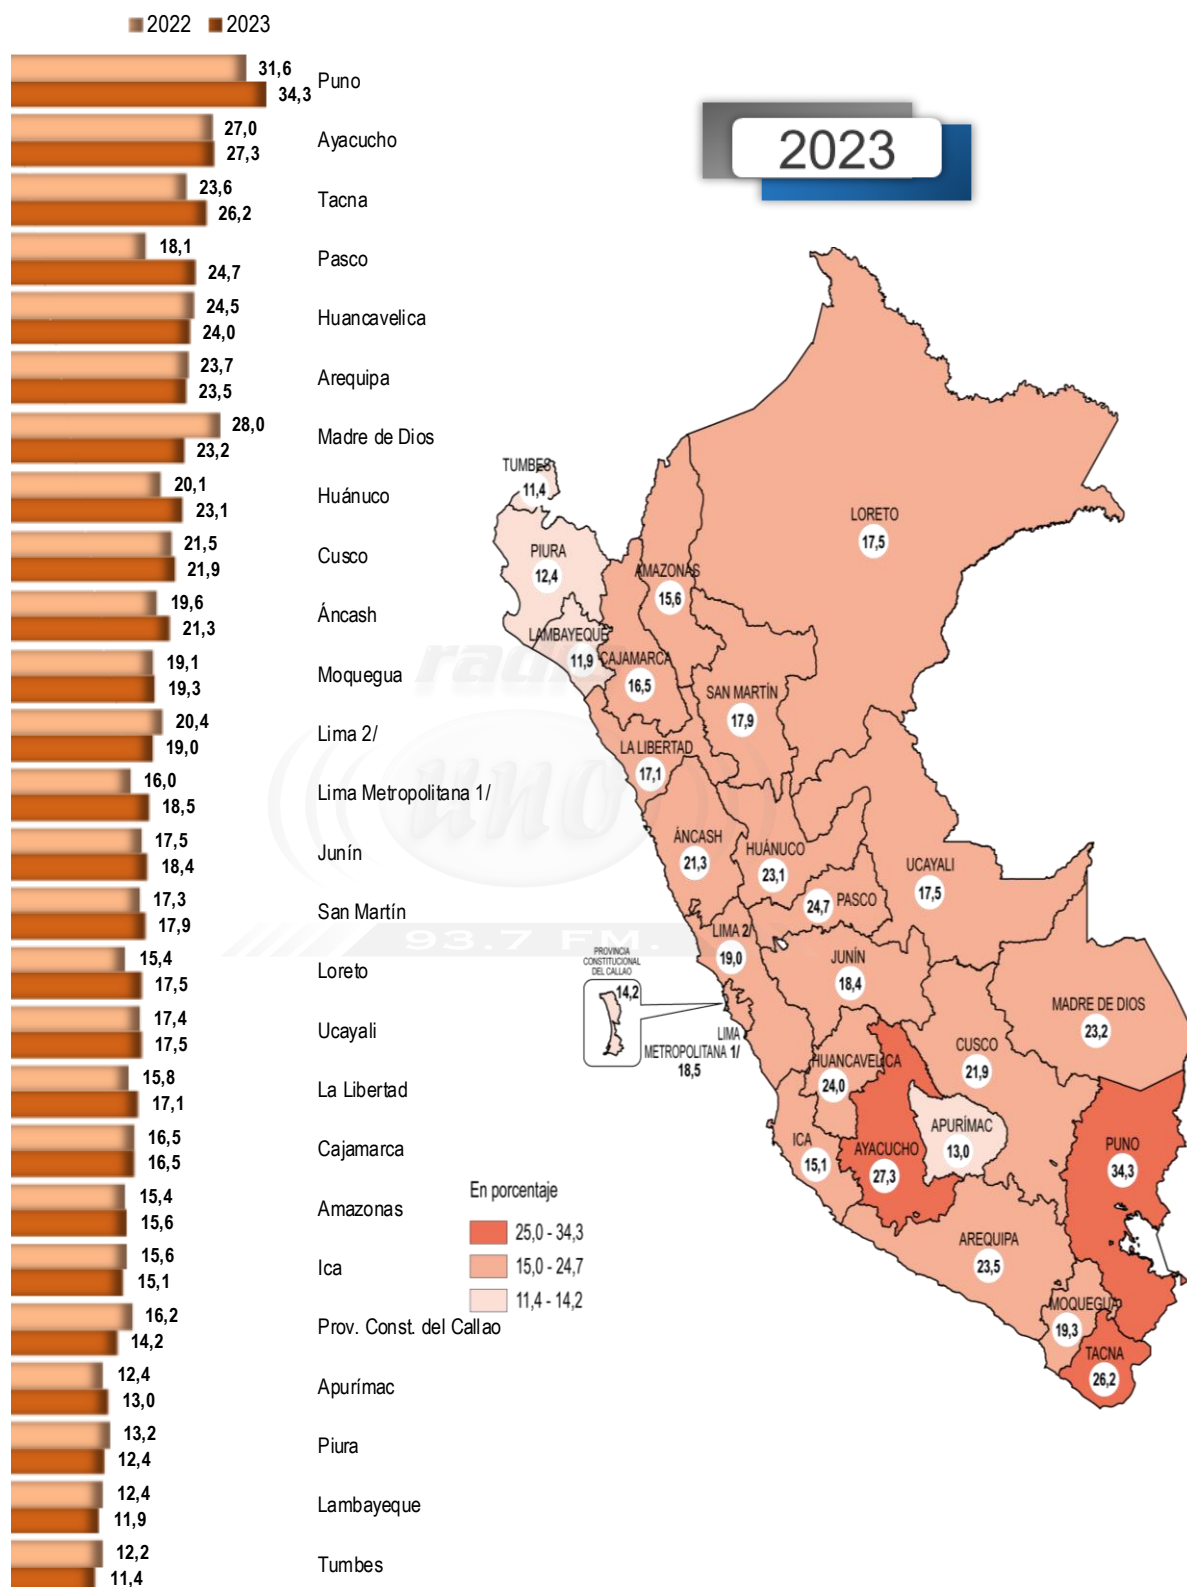 2022 2023
31,6
34,3
Puno
27,0
27,3
Ayacucho
23,6
26,2
Tacna
18,1
24,7
Pasco
24,5
24,0
Huancavelica
23,7
23,5
Arequipa
28,0
23,2
Madre de Dios
20,1
23,1
Huánuco
21,5
21,9
Cusco
19,6
21,3
Áncash
19,1
19,3
Moquegua
20,4
19,0
Lima 2/
16,0
18,5
Lima Metropolitana 1/
17,5
18,4
Junín
17,3
17,9
San Martín
15,4
17,5
Loreto
17,4
17,5
Ucayali
15,8
17,1
La Libertad
16,5
16,5
Cajamarca
15,4
15,6
Amazonas
15,6
15,1
Ica
16,2
14,2
Prov. Const. del Callao
12,4
13,0
Apurímac
13,2
12,4
Piura
12,4
11,9
Lambayeque
12,2
11,4
Tumbes
2023
TUMBES
11,4
PIURA
12,4
LORETO
17,5
AMAZONAS
15,6
LAMBAYEQUE
11,9
CAJAMARCA
16,5
SAN MARTÍN
17,9
LA LIBERTAD
17,1
ÁNCASH
21,3
HUÁNUCO
23,1
UCAYALI
17,5
24,7 PASCO
LIMA 2/
19,0
JUNÍN
18,4
PROVINCIA
CONSTITUCIONAL
DEL CALLAO
14,2
LIMA
METROPOLITANA 1/
18,5
MADRE DE DIOS
23,2
CUSCO
21,9
HUANCAVELICA
24,0
APURÍMAC
13,0
ICA
15,1
AYACUCHO
27,3
PUNO
34,3
AREQUIPA
23,5
MOQUEGUA
19,3
TACNA
26,2
En porcentaje
25,0 - 34,3
15,0 - 24,7
11,4 - 14,2
radio
uno
93.7 FM.